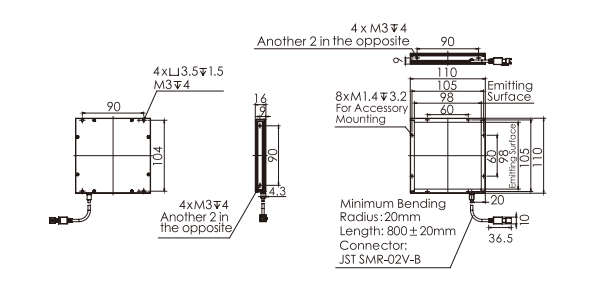 4 x M3↧4
Another 2 in the opposite
90
9
110
105
98
60
Emitting
Surface
8xM1.4↧3.2
For Accessory
Mounting
60
98
Emitting Surface
105
110
20
10
36.5
Minimum Bending
Radius:20mm
Length: 800±20mm
Connector:
JST SMR-02V-B
4x⌴3.5↧1.5
M3↧4
90
104
16
9
90
4.3
4xM3↧4
Another 2 in
the opposite